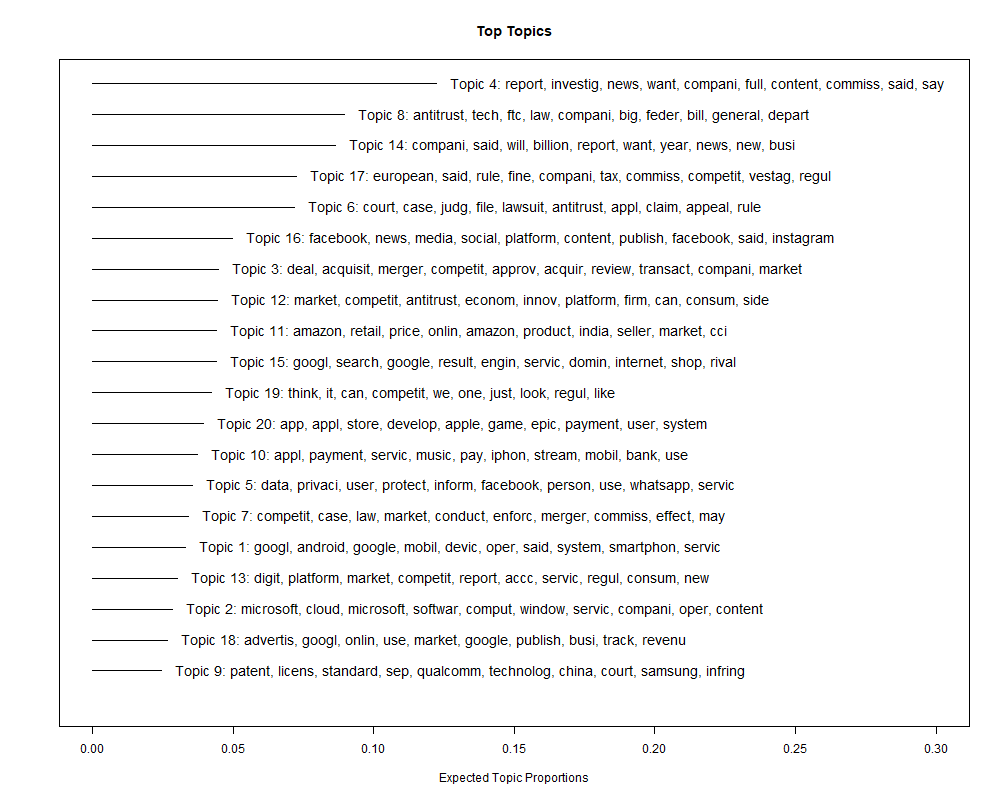 Top Topics
Topic 4: report, investig, news, want, compani, full, content, commiss, said, say
Topic 8: antitrust, tech, ftc, law, compani, big, feder, bill, general, depart
Topic 14: compani, said, will, billion, report, want, year, news, new, busi
Topic 17: european, said, rule, fine, compani, tax, commiss, competit, vestag, regul
Topic 6: court, case, judg, file, lawsuit, antitrust, appl, claim, appeal, rule
Topic 16: facebook, news, media, social, platform, content, publish, facebook, said, instagram
Topic 3: deal, acquisit, merger, competit, approv, acquir, review, transact, compani, market
Topic 12: market, competit, antitrust, econom, innov, platform, firm, can, consum, side
Topic 11: amazon, retail, price, onlin, amazon, product, india, seller, market, cci
Topic 15: googl, search, google, result, engin, servic, domin, internet, shop, rival
Topic 19: think, it, can, competit, we, one, just, look, regul, like
Topic 20: app, appl, store, develop, apple, game, epic, payment, user, system
Topic 10: appl, payment, servic, music, pay, iphon, stream, mobil, bank, use
Topic 5: data, privaci, user, protect, inform, facebook, person, use, whatsapp, servic
Topic 7: competit, case, law, market, conduct, enforc, merger, commiss, effect, may
Topic 1: googl, android, google, mobil, devic, oper, said, system, smartphon, servic
Topic 13: digit, platform, market, competit, report, accc, servic, regul, consum, new
Topic 2: microsoft, cloud, microsoft, softwar, comput, window, servic, compani, oper, content
Topic 18: advertis, googl, onlin, use, market, google, publish, busi, track, revenu
Topic 9: patent, licens, standard, sep, qualcomm, technolog, china, court, samsung, infring
0.00 0.05 0.10 0.15 0.20 0.25 0.30
Expected Topic Proportions